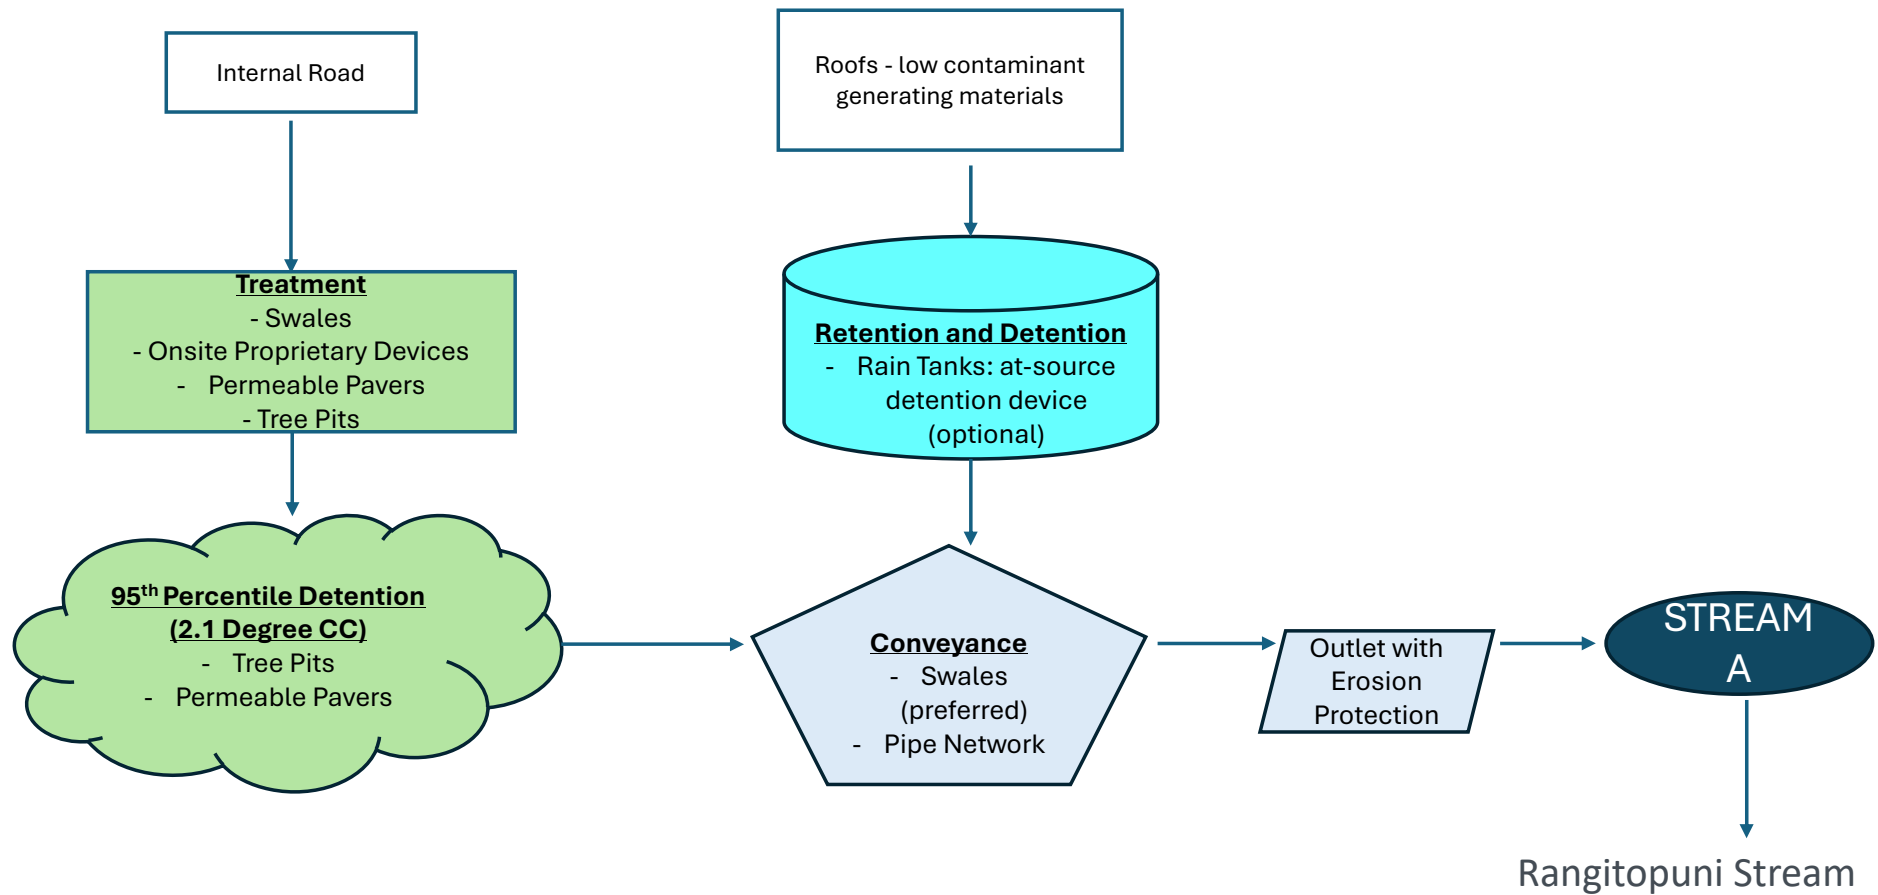 Internal Road
Roofs - low contaminant
generating materials
Treatment
- Swales
- Onsite Proprietary Devices
- Permeable Pavers
- Tree Pits
Retention and Detention
- Rain Tanks: at-source
detention device
(optional)
95th Percentile Detention
(2.1 Degree CC)
- Tree Pits
- Permeable Pavers
Conveyance
- Swales
(preferred)
- Pipe Network
Outlet with
Erosion
Protection
STREAM
A
Rangitopuni Stream